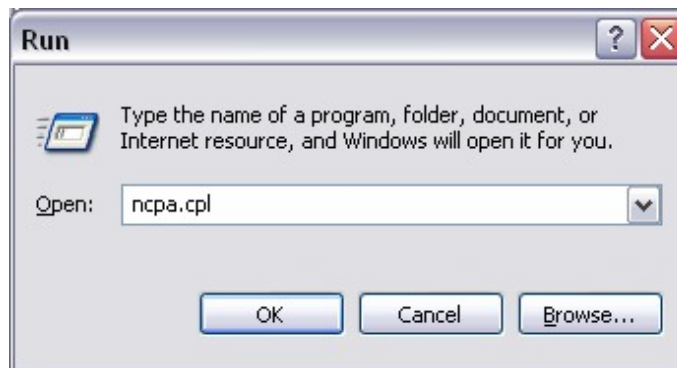 Run
Type the name of a program, folder, document, or
Internet resource, and Windows will open it for you.
Open: ncpa.cpl
OK Cancel Browse...